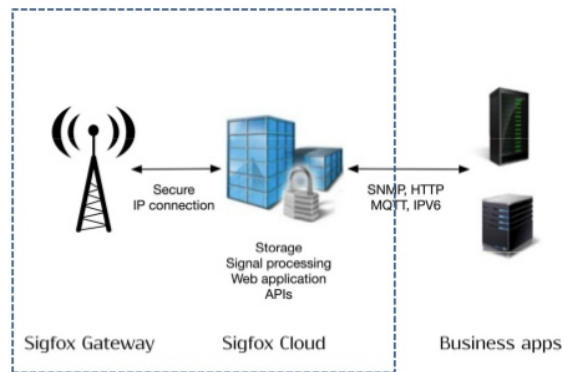 Secure
IP connection
SNMP, HTTP
MQTT, IPV6
Storage
Signal processing
Web application
APIs
Sigfox Gateway
Sigfox Cloud
Business apps